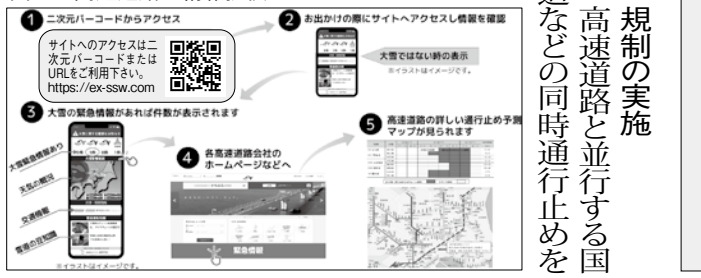 規制の実施
高速道路と並行する国
道などの同時通行止めを
1 二次元バーコードからアクセス
サイトへのアクセスは二
次元バーコードまたは
URLをご利用下さい。
https://ex-ssw.com
2 お出かけの際にサイトへアクセスし情報を確認
大雪ではない時の表示
※イラストはイメージです。
3 大雪の緊急情報があれば件数が表示されます
大雪緊急情報あり
天気の概況
交通情報
雪道の豆知識
※イラストはイメージです。
4 各高速道路会社の
ホームページなどへ
緊急情報
5 高速道路の詳しい通行止め予測
マップが見られます